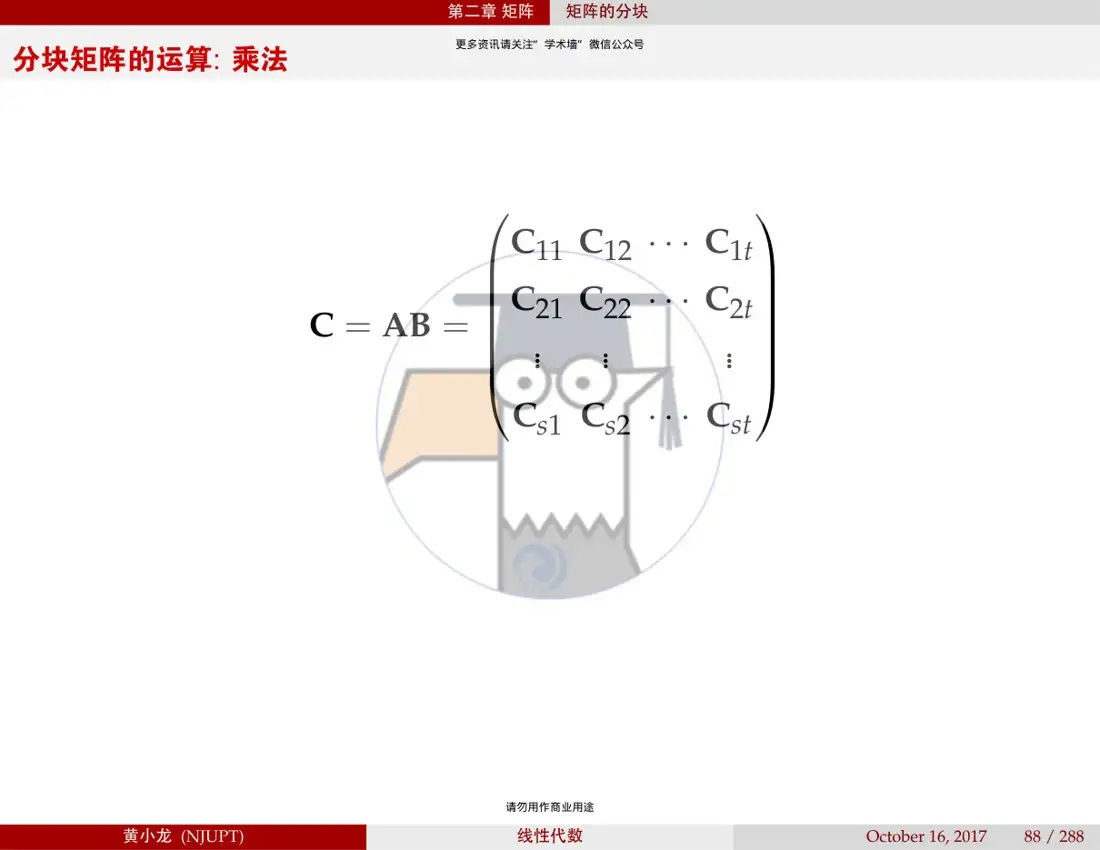 第二章 矩阵 矩阵的分块
更多资讯请关注“学术墙”微信公众号
分块矩阵的运算: 乘法
C = AB =
C11 C12 ⋯ C1t
C21 C22 ⋯ C2t
⋮ ⋮ ⋮
Cs1 Cs2 ⋯ Cst
请勿用作商业用途
黄小龙 (NJUPT) 线性代数 October 16, 2017 88 / 288